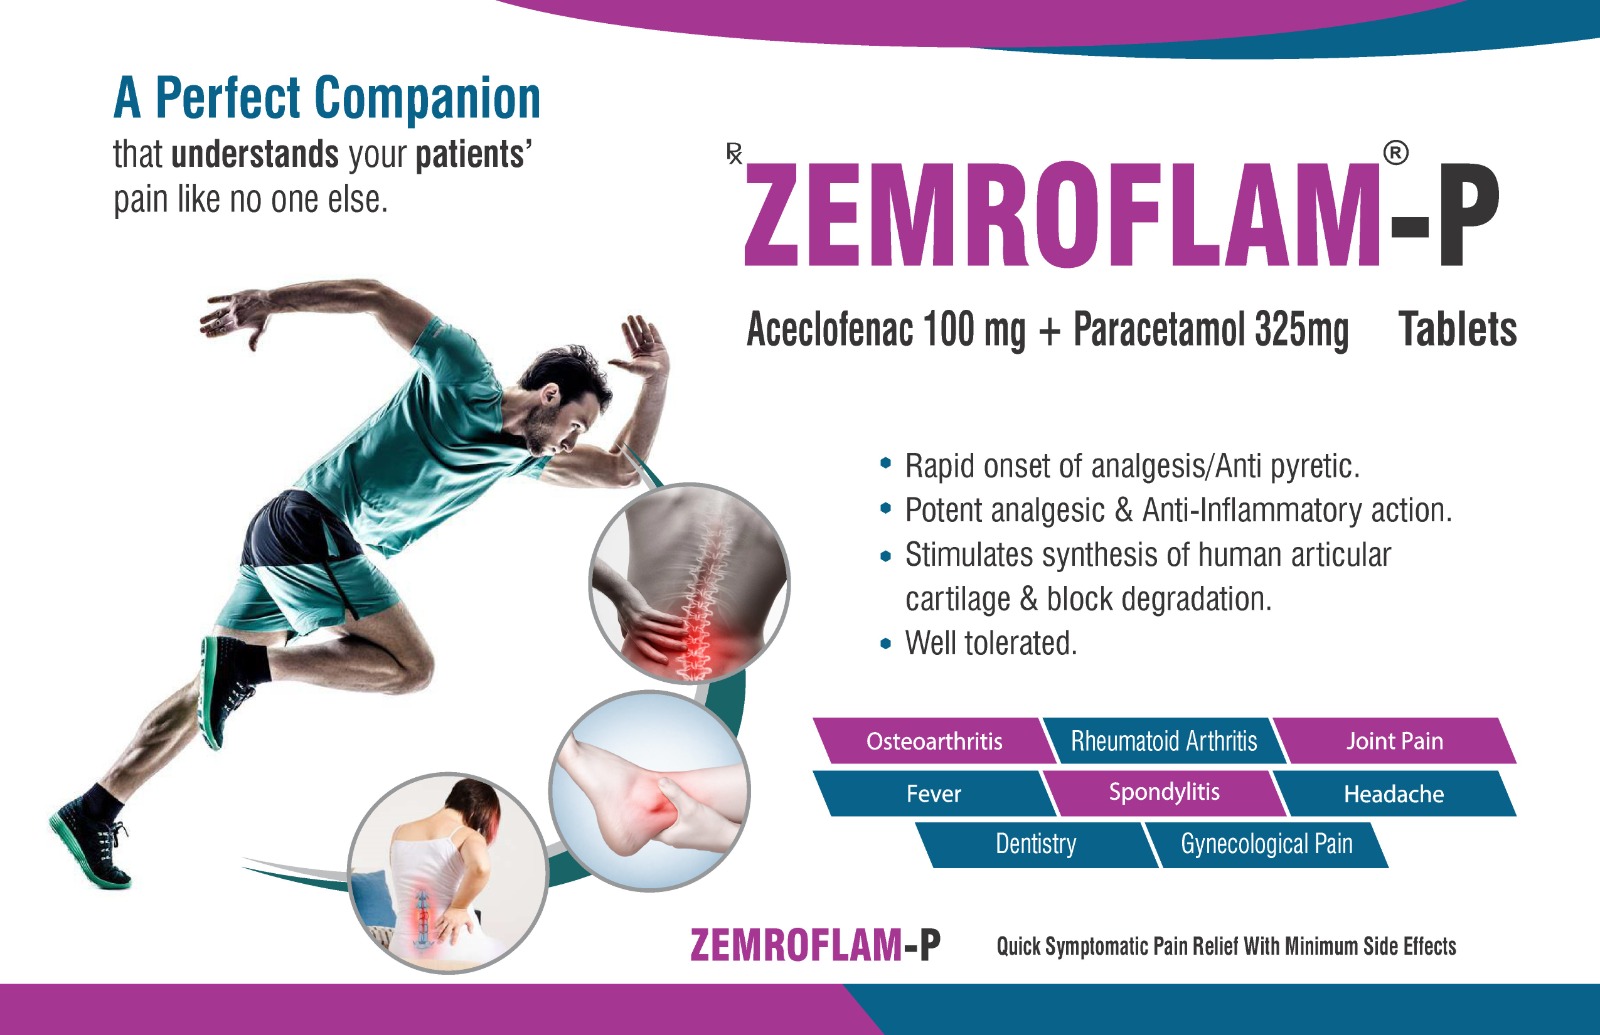 A Perfect Companion
that understands your patients’
pain like no one else.
℞ ZEMROFLAM®-P
Aceclofenac 100 mg + Paracetamol 325mg Tablets
• Rapid onset of analgesis/Anti pyretic.
• Potent analgesic & Anti-Inflammatory action.
• Stimulates synthesis of human articular
cartilage & block degradation.
• Well tolerated.
Osteoarthritis Rheumatoid Arthritis Joint Pain
Fever Spondylitis Headache
Dentistry Gynecological Pain
ZEMROFLAM-P Quick Symptomatic Pain Relief With Minimum Side Effects